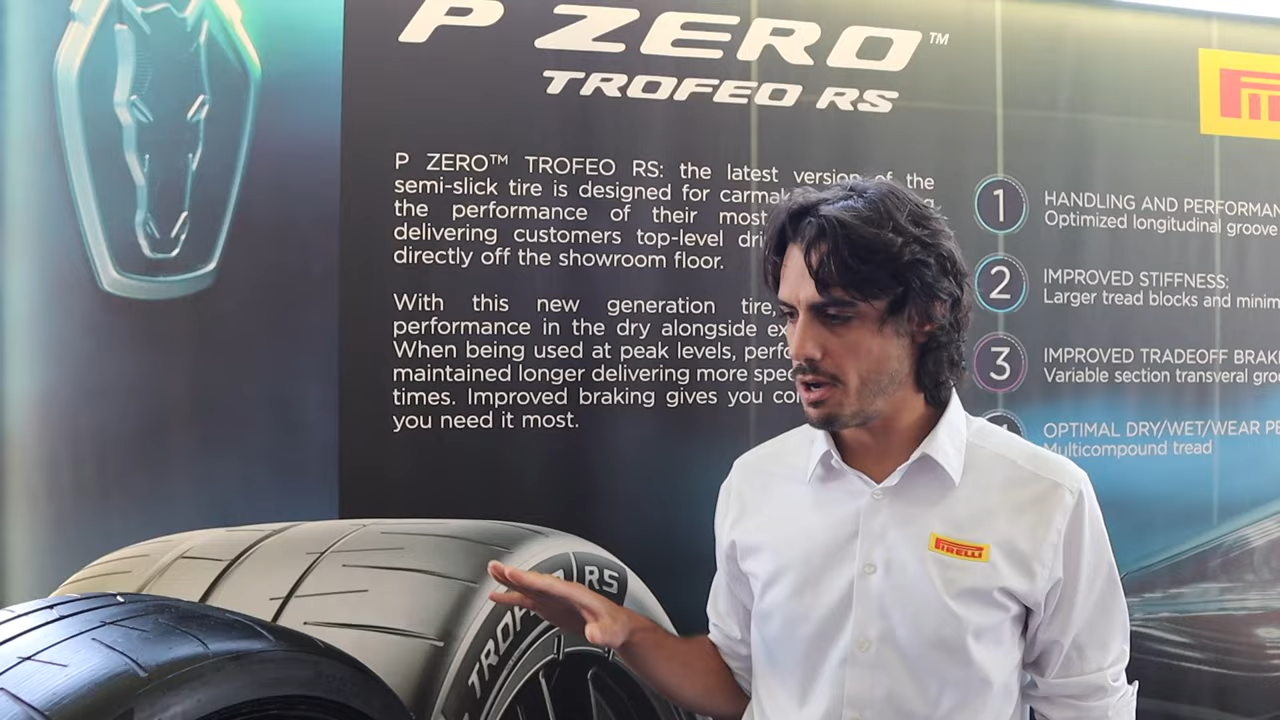 P ZERO™
TROFEO RS
P ZERO™ TROFEO RS: the latest version of the
semi-slick tire is designed for
the performance of their most
delivering customers top-level
directly off the showroom floor.
With this new generation tire,
performance in the dry alongside
When being used at peak levels,
maintained longer delivering more
times. Improved braking gives you
you need it most.
1
HANDLING AND
Optimized longitudinal groove
2
IMPROVED STIFFNESS:
Larger tread blocks and
3
IMPROVED TRADEOFF
Variable section transveral
OPTIMAL DRY/WET/WEAR
Multicompound tread
PIRELLI
RS